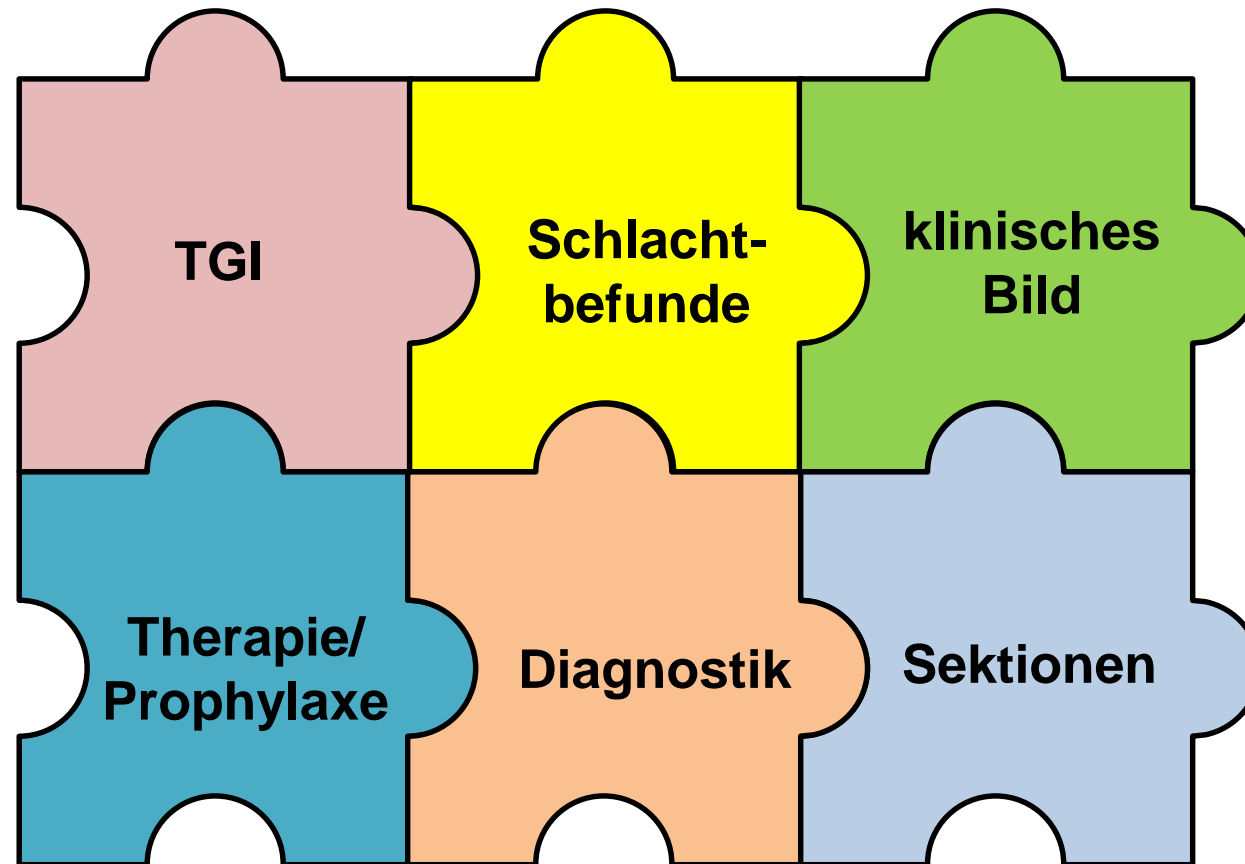 TGI
Schlacht-
befunde
klinisches
Bild
Therapie/
Prophylaxe
Diagnostik
Sektionen